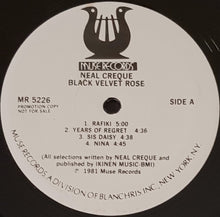 MUSE RECORDS
NEAL CREQUE
BLACK VELVET ROSE
MR 5226
PROMOTION COPY
NOT FOR SALE
SIDE A
1. RAFIKI 5:00
2. YEARS OF REGRET 4:36
3. SIS DAISY 4:38
4. NINA 4:45
(All selections written by NEAL CREQUE and
published by IKINEN MUSIC-BMI)
℗ 1981 Muse Records
MUSE RECORDS A DIVISION OF BLANCHRIS INC., NEW YORK, N.Y.